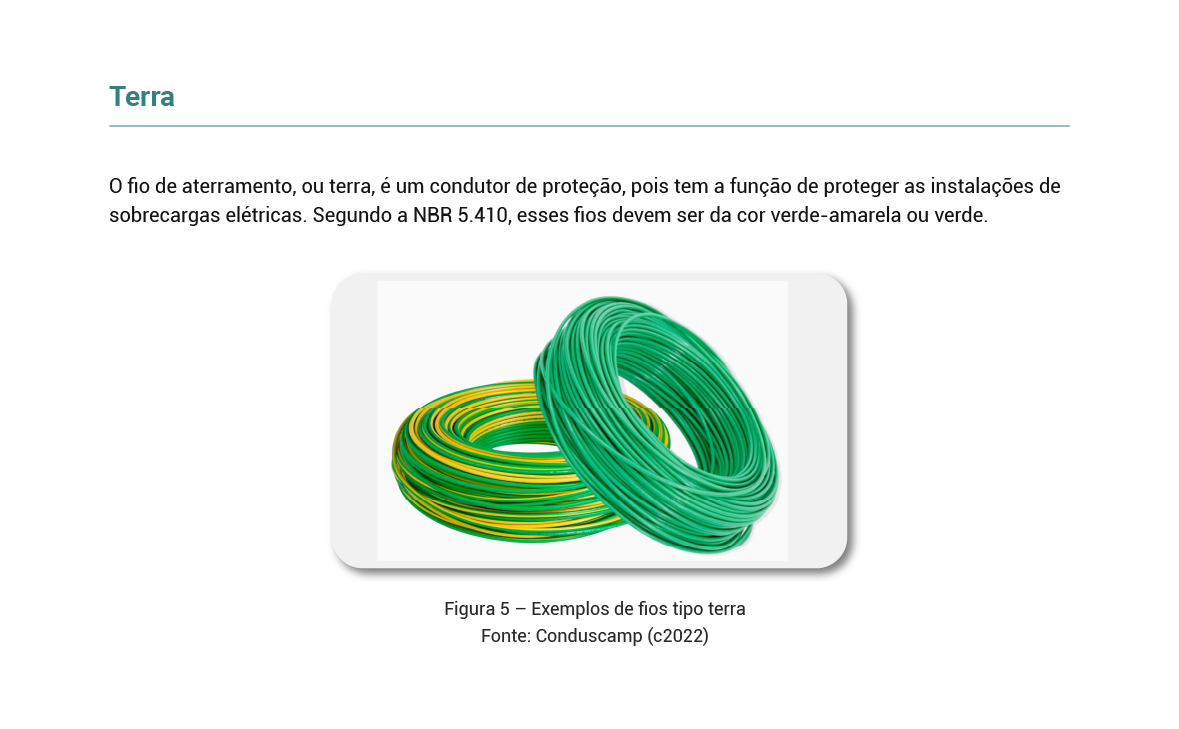 Terra
O fio de aterramento, ou terra, é um condutor de proteção, pois tem a função de proteger as instalações de
sobrecargas elétricas. Segundo a NBR 5.410, esses fios devem ser da cor verde-amarela ou verde.
Figura 5 – Exemplos de fios tipo terra
Fonte: Conduscamp (c2022)